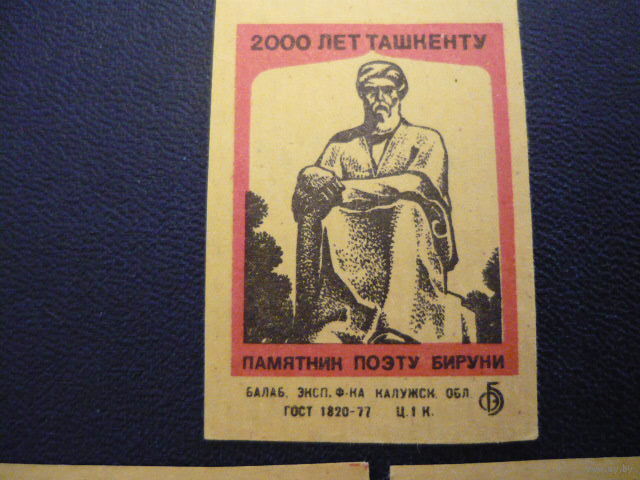 2000 ЛЕТ ТАШКЕНТУ
ПАМЯТНИК ПОЭТУ БИРУНИ
БАЛАБ. ЭКСП. Ф-КА КАЛУЖСК. ОБЛ.
ГОСТ 1820-77 Ц. 1 К.